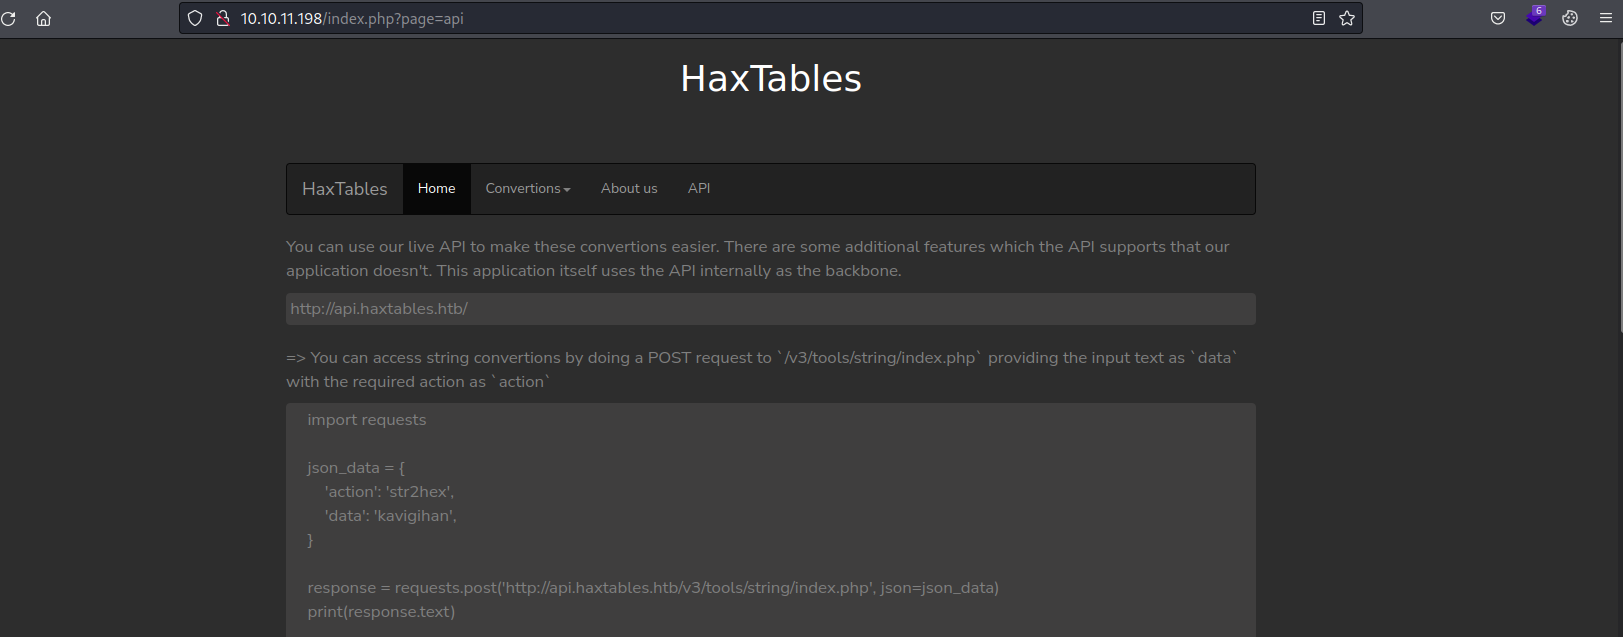 10.10.11.198/index.php?page=api
6
HaxTables
HaxTables Home Convertions About us API
You can use our live API to make these convertions easier. There are some additional features which the API supports that our
application doesn't. This application itself uses the API internally as the backbone.
http://api.haxtables.htb/
=> You can access string convertions by doing a POST request to `/v3/tools/string/index.php` providing the input text as `data`
with the required action as `action`
import requests
json_data = {
'action': 'str2hex',
'data': 'kavigihan',
}
response = requests.post('http://api.haxtables.htb/v3/tools/string/index.php', json=json_data)
print(response.text)